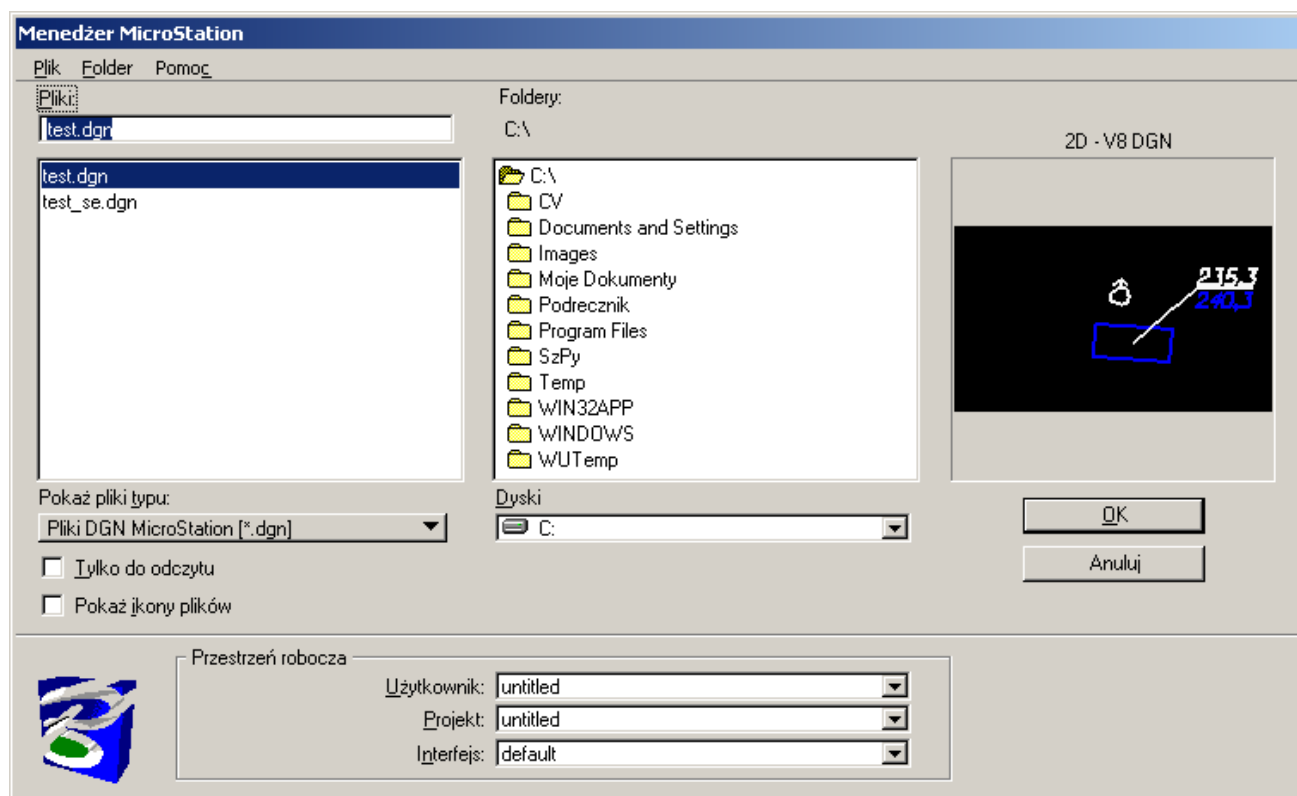 Menedżer MicroStation
Plik Folder Pomoc
Pliki:
test.dgn
test.dgn
test_se.dgn
Pokaż pliki typu:
Pliki DGN MicroStation [*.dgn]
Tylko do odczytu
Pokaż ikony plików
Foldery:
C:\
C:\
CV
Documents and Settings
Images
Moje Dokumenty
Podrecznik
Program Files
SzPy
Temp
WIN32APP
WINDOWS
WUTemp
Dyski
C:
2D - V8 DGN
235,3
240,3
OK
Anuluj
Przestrzeń robocza
Użytkownik: untitled
Projekt: untitled
Interfejs: default